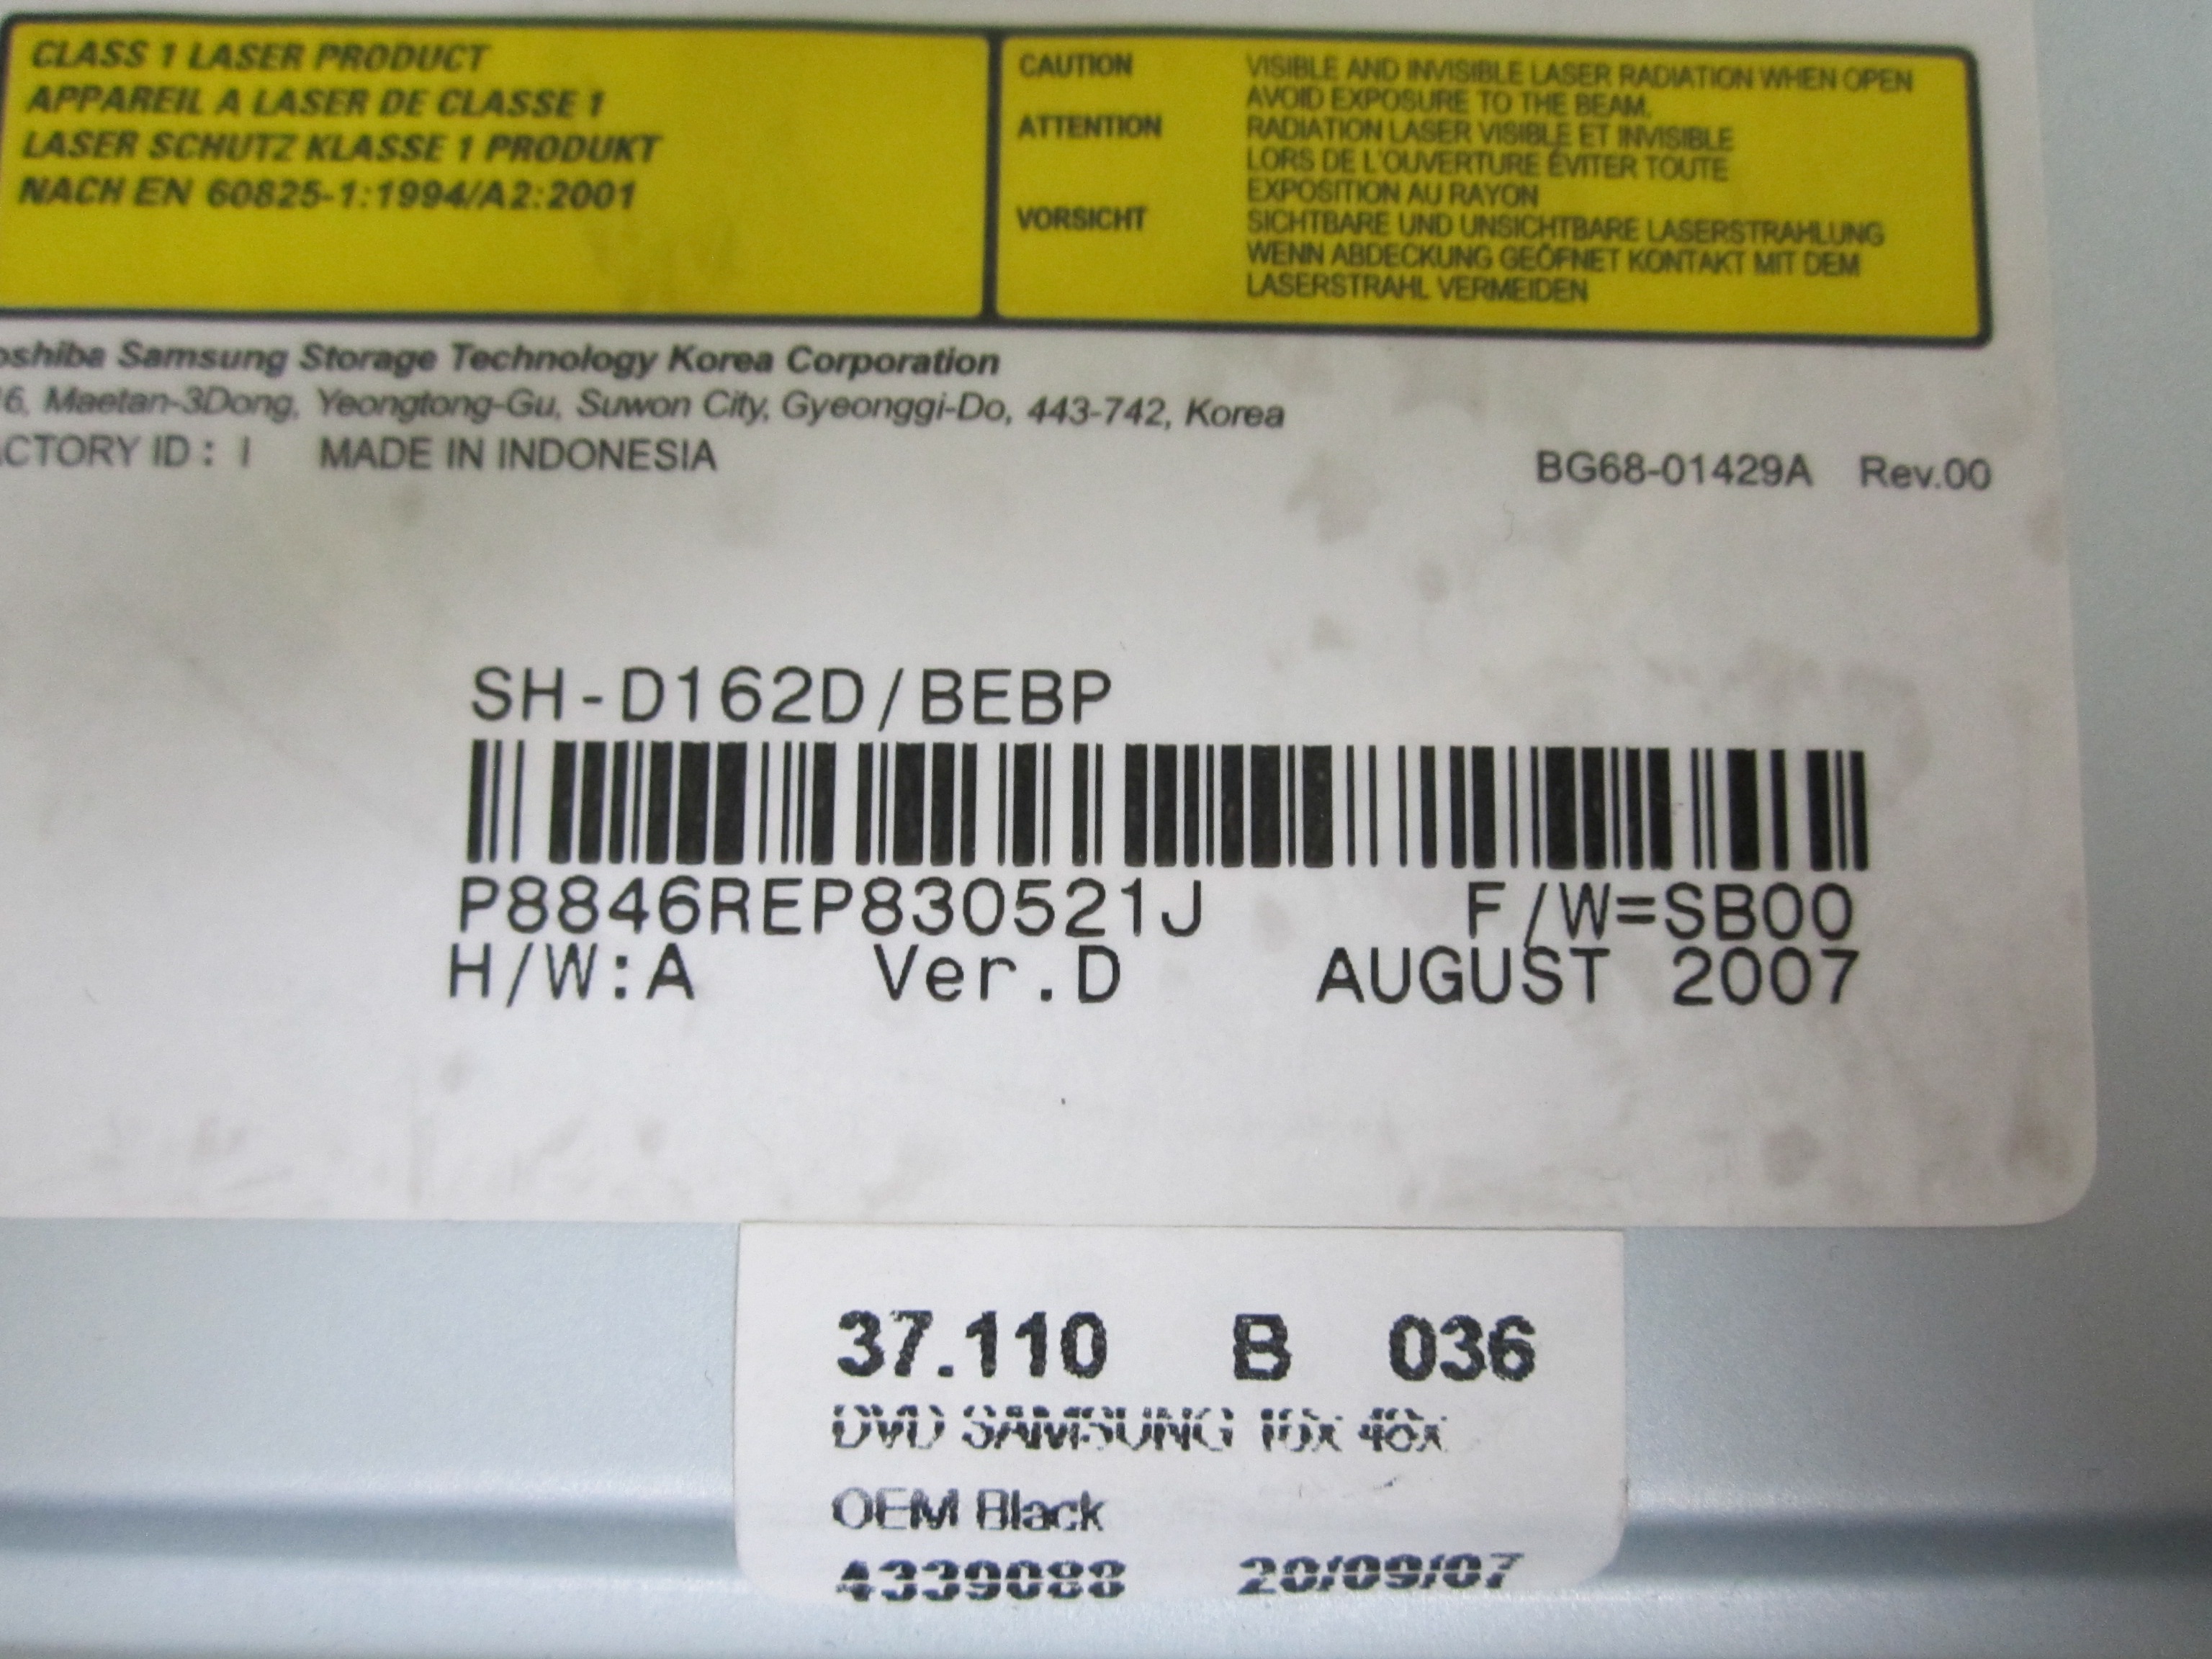 CLASS 1 LASER PRODUCT
APPAREIL A LASER DE CLASSE 1
LASER SCHUTZ KLASSE 1 PRODUKT
NACH EN 60825-1:1994/A2:2001
CAUTION VISIBLE AND INVISIBLE LASER RADIATION WHEN OPEN
AVOID EXPOSURE TO THE BEAM.
ATTENTION RADIATION LASER VISIBLE ET INVISIBLE
LORS DE L'OUVERTURE ÉVITER TOUTE
EXPOSITION AU RAYON
VORSICHT SICHTBARE UND UNSICHTBARE LASERSTRAHLUNG
WENN ABDECKUNG GEÖFNET KONTAKT MIT DEM
LASERSTRAHL VERMEIDEN
oshiba Samsung Storage Technology Korea Corporation
16, Maetan-3Dong, Yeongtong-Gu, Suwon City, Gyeonggi-Do, 443-742, Korea
ACTORY ID : I MADE IN INDONESIA
BG68-01429A Rev.00
SH-D162D/BEBP
P8846REP830521J F/W=SB00
H/W:A Ver.D AUGUST 2007
37.110 B 036
DVD SAMSUNG 16x 48x
OEM Black
4339088 20/09/07